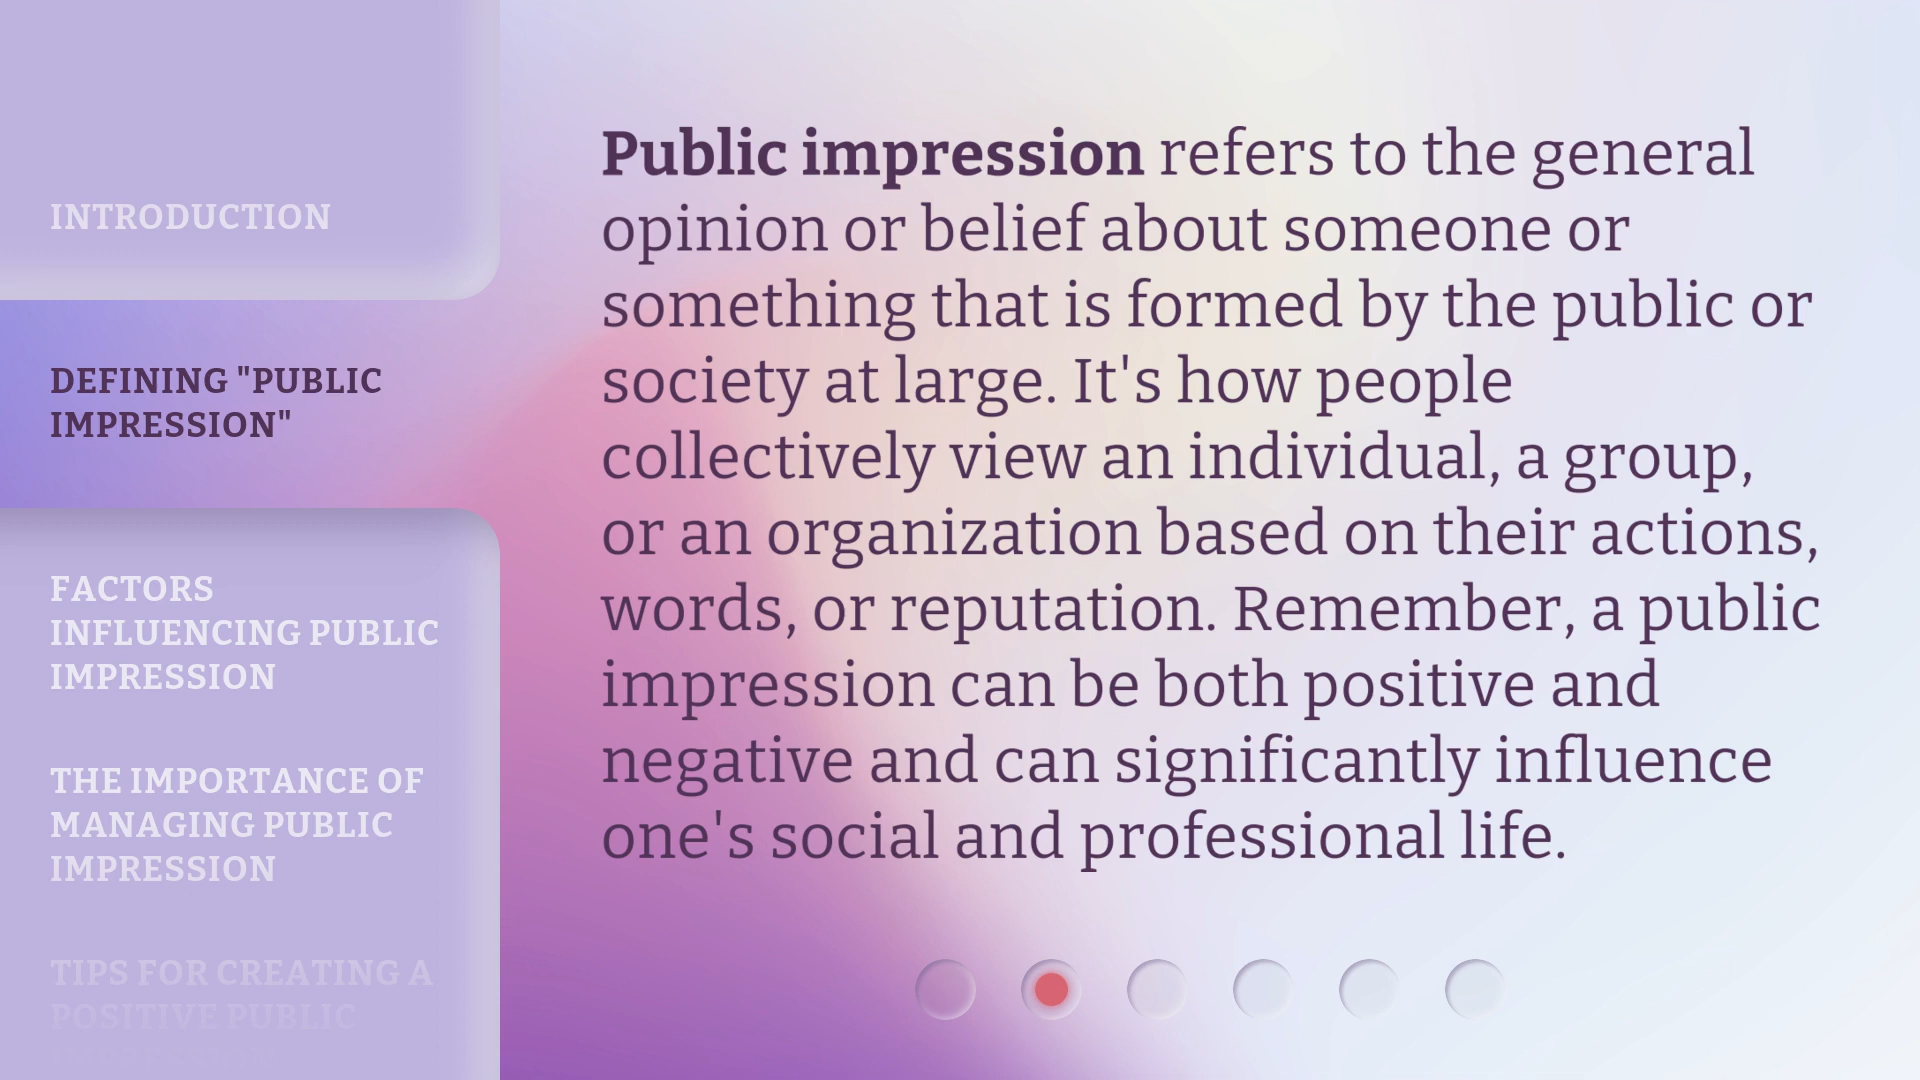 INTRODUCTION
DEFINING "PUBLIC
IMPRESSION"
FACTORS
INFLUENCING PUBLIC
IMPRESSION
THE IMPORTANCE OF
MANAGING PUBLIC
IMPRESSION
TIPS FOR CREATING A
POSITIVE PUBLIC
IMPRESSION
Public impression refers to the general
opinion or belief about someone or
something that is formed by the public or
society at large. It's how people
collectively view an individual, a group,
or an organization based on their actions,
words, or reputation. Remember, a public
impression can be both positive and
negative and can significantly influence
one's social and professional life.